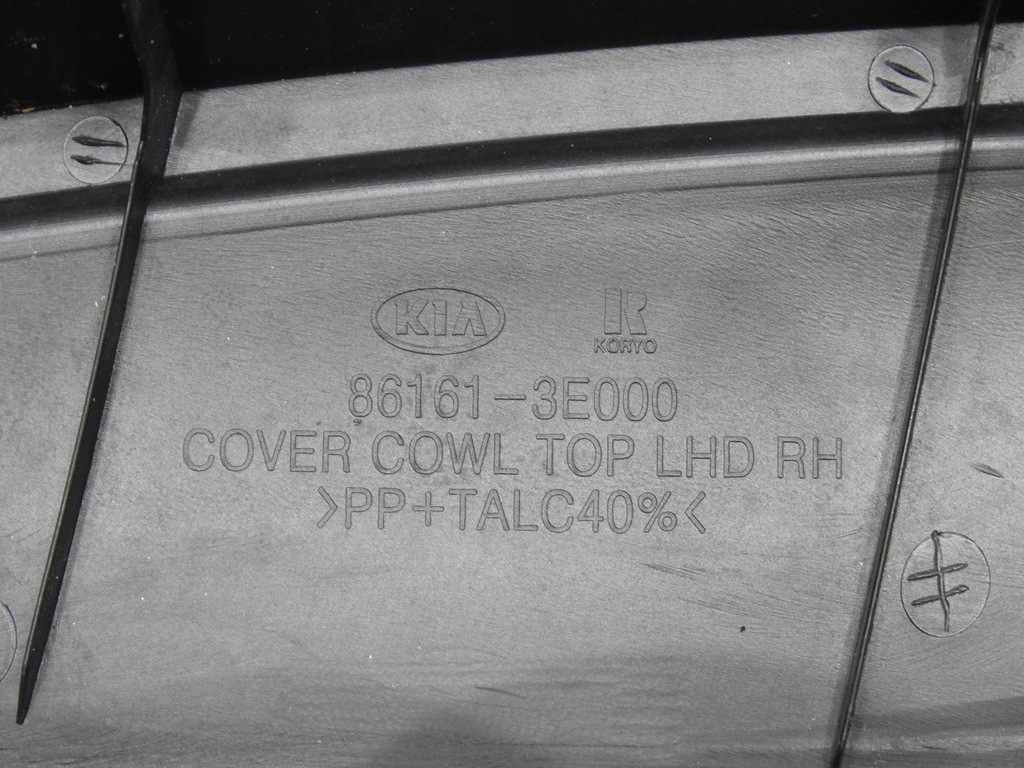 KIA
R
KORYO
86161-3E000
COVER COWL TOP LHD RH
>PP+TALC40%<